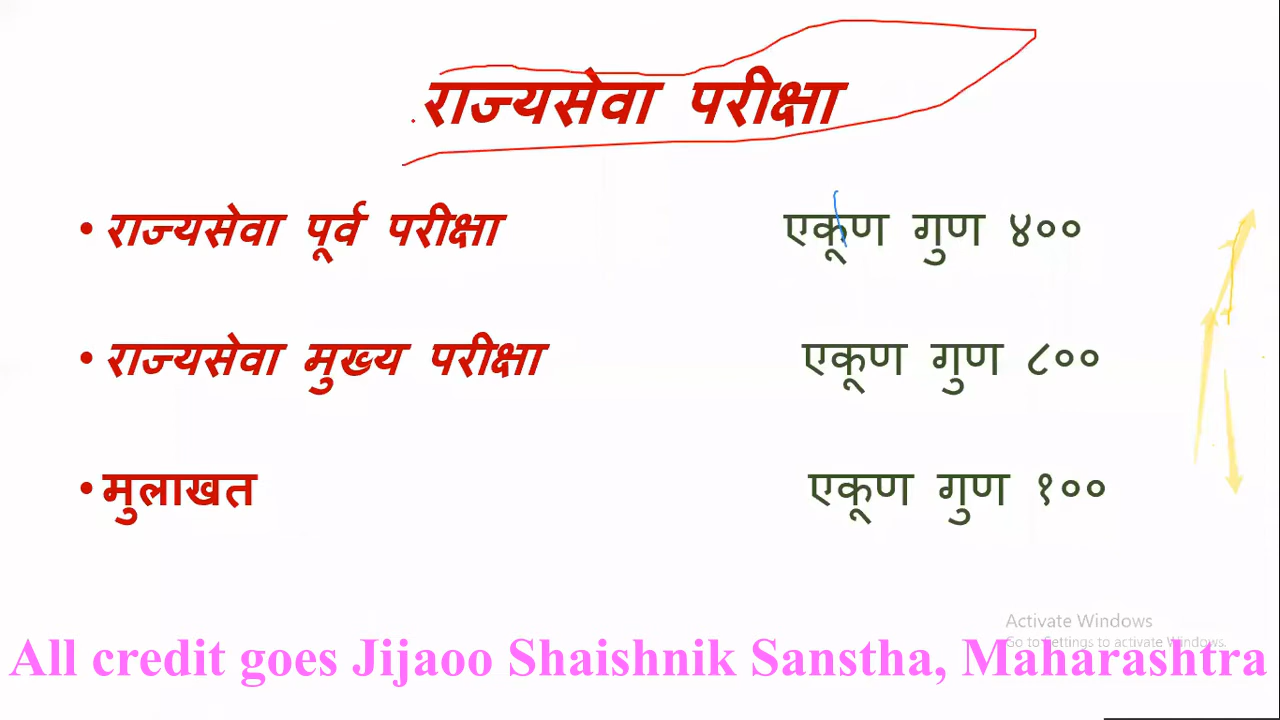 राज्यसेवा परीक्षा
• राज्यसेवा पूर्व परीक्षा एकूण गुण ४००
• राज्यसेवा मुख्य परीक्षा एकूण गुण ८००
• मुलाखत एकूण गुण १००
Activate Windows
Go to Settings to activate Windows.
All credit goes Jijaoo Shaishnik Sanstha, Maharashtra